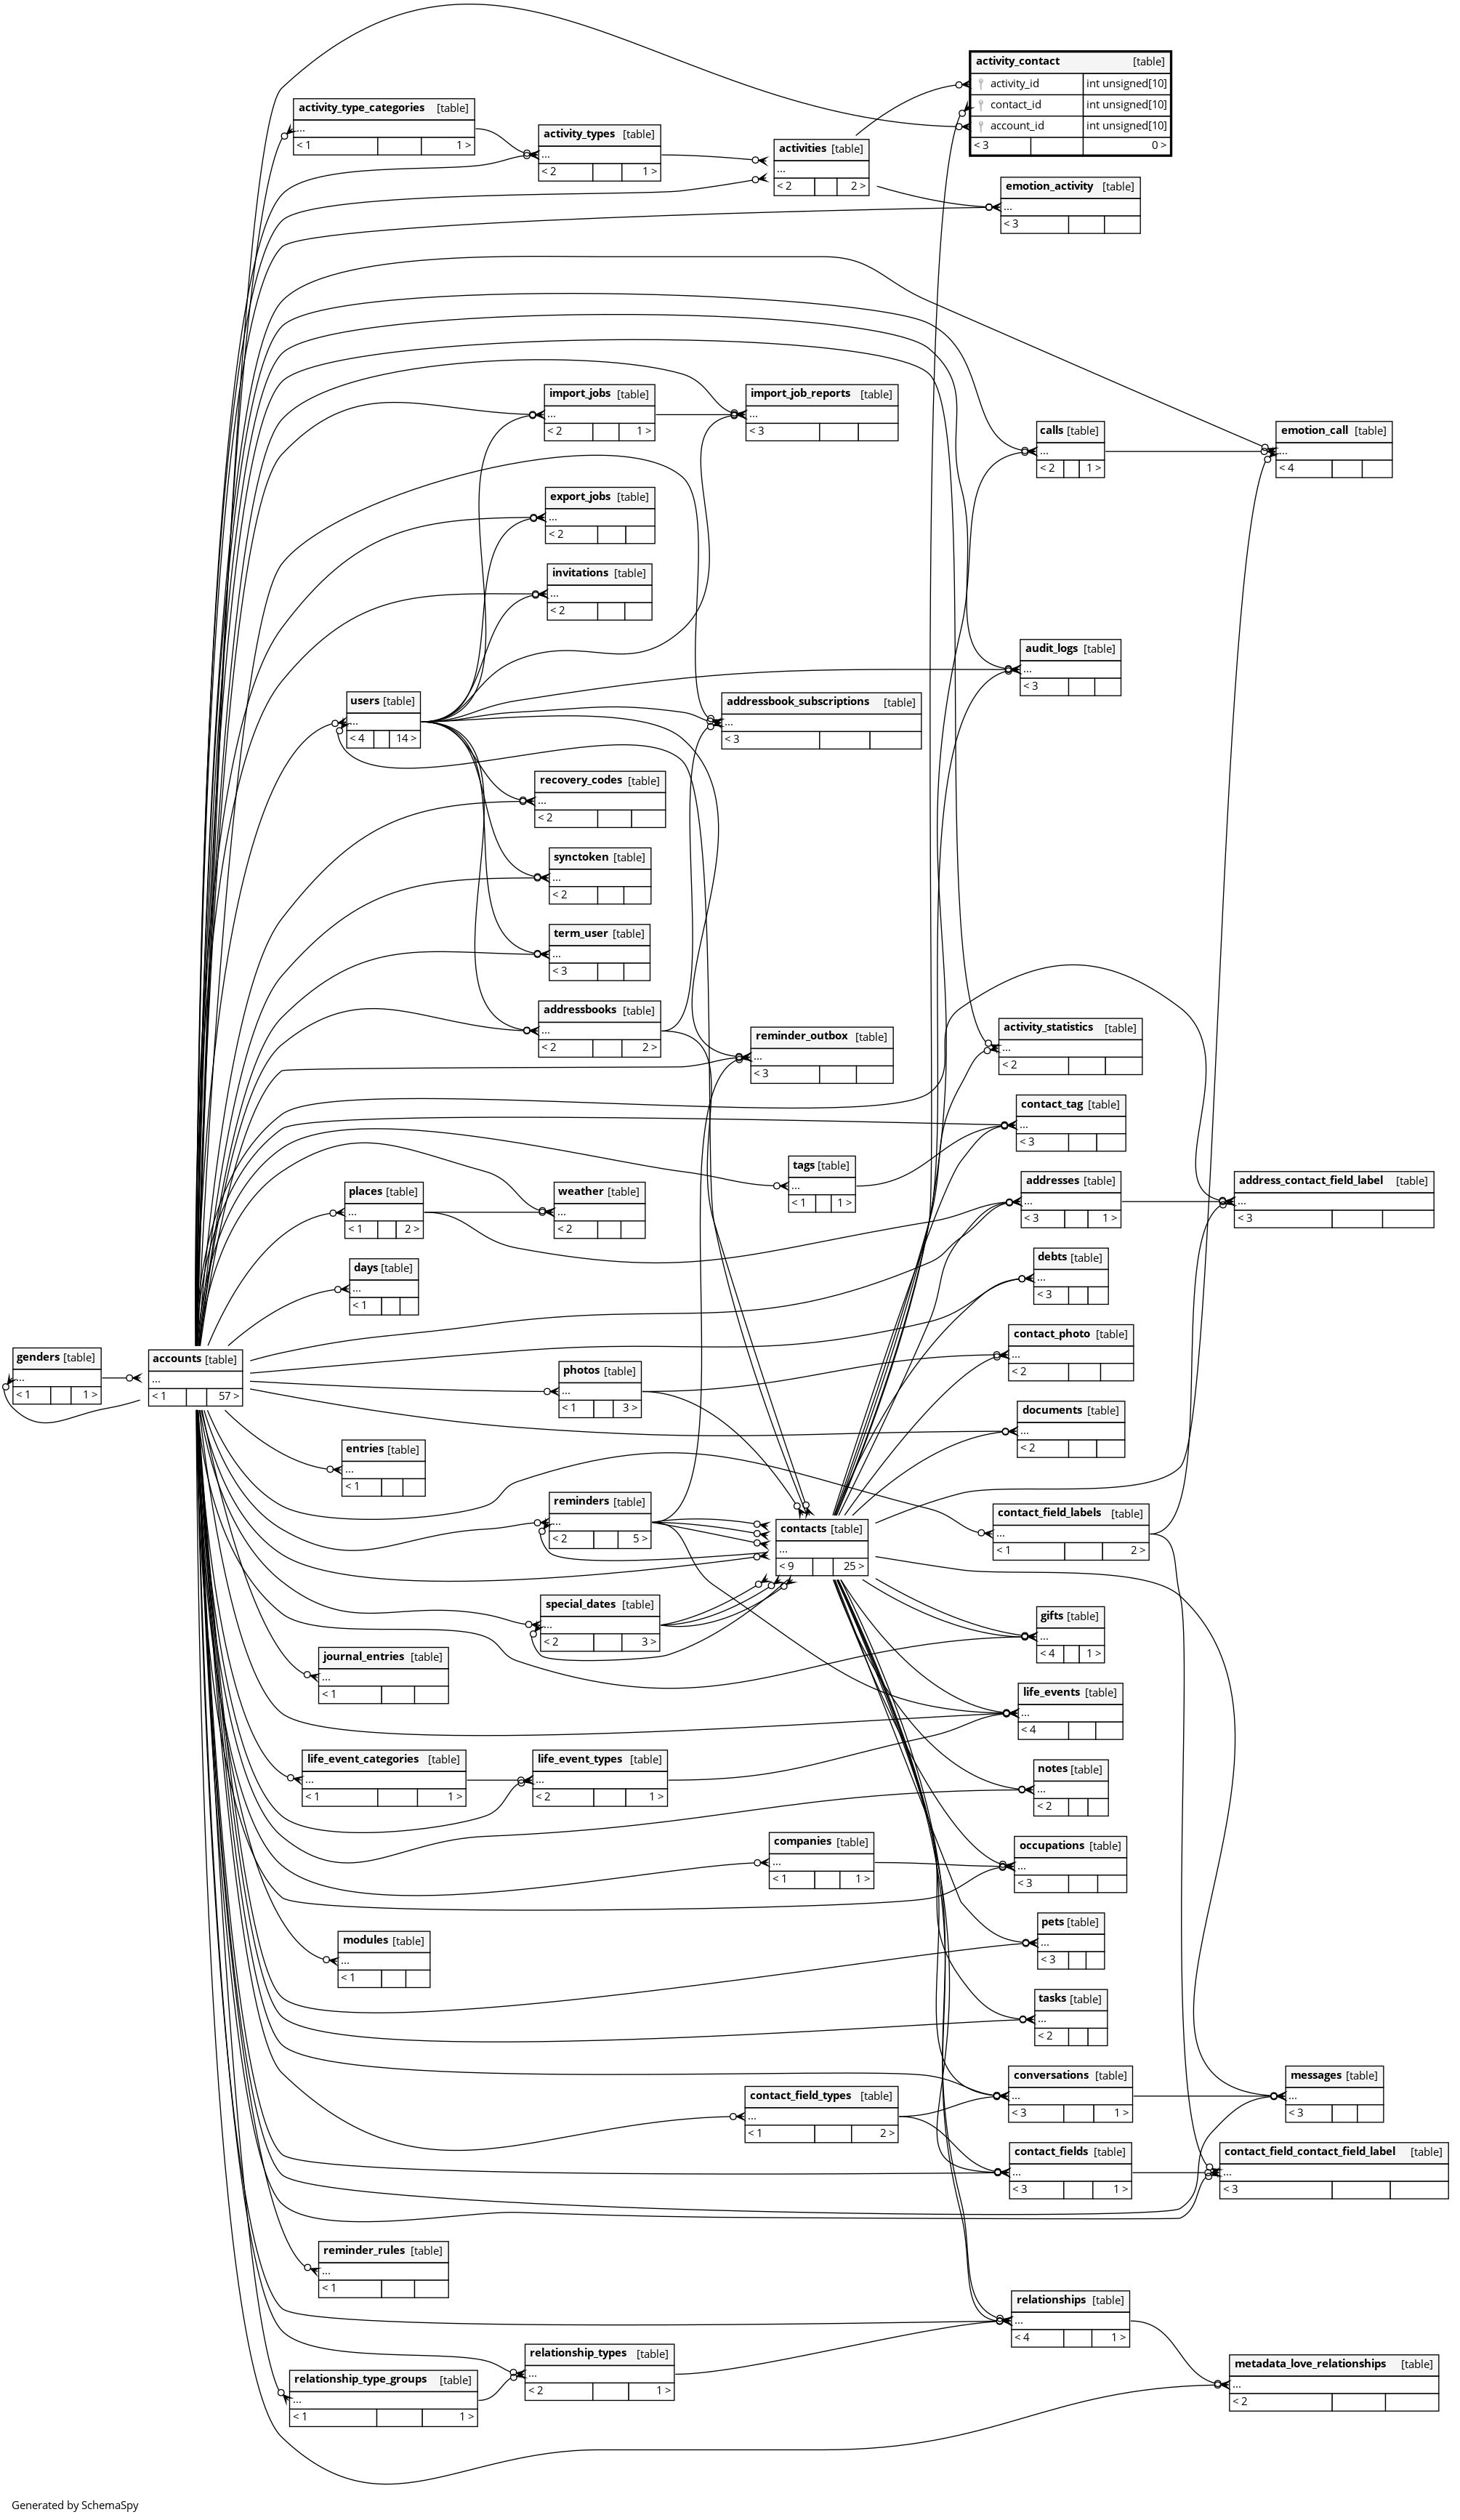 activity_contact [table]
activity_id int unsigned[10]
contact_id int unsigned[10]
account_id int unsigned[10]
< 3 0 >
activity_type_categories [table]
...
< 1 1 >
activity_types [table]
...
< 2 1 >
activities [table]
...
< 2 2 >
emotion_activity [table]
...
< 3
import_jobs [table]
...
< 2 1 >
import_job_reports [table]
...
< 3
calls [table]
...
< 2 1 >
emotion_call [table]
...
< 4
export_jobs [table]
...
< 2
invitations [table]
...
< 2
audit_logs [table]
...
< 3
users [table]
...
< 4 14 >
addressbook_subscriptions [table]
...
< 3
recovery_codes [table]
...
< 2
synctoken [table]
...
< 2
term_user [table]
...
< 3
addressbooks [table]
...
< 2 2 >
reminder_outbox [table]
...
< 3
activity_statistics [table]
...
< 2
contact_tag [table]
...
< 3
tags [table]
...
< 1 1 >
places [table]
...
< 1 2 >
weather [table]
...
< 2
addresses [table]
...
< 3 1 >
address_contact_field_label [table]
...
< 3
days [table]
...
< 1
debts [table]
...
< 3
genders [table]
...
< 1 1 >
accounts [table]
...
< 1 57 >
photos [table]
...
< 1 3 >
contact_photo [table]
...
< 2
documents [table]
...
< 2
entries [table]
...
< 1
reminders [table]
...
< 2 5 >
contacts [table]
...
< 9 25 >
contact_field_labels [table]
...
< 1 2 >
special_dates [table]
...
< 2 3 >
gifts [table]
...
< 4 1 >
journal_entries [table]
...
< 1
life_events [table]
...
< 4
life_event_categories [table]
...
< 1 1 >
life_event_types [table]
...
< 2 1 >
notes [table]
...
< 2
companies [table]
...
< 1 1 >
occupations [table]
...
< 3
modules [table]
...
< 1
pets [table]
...
< 3
tasks [table]
...
< 2
contact_field_types [table]
...
< 1 2 >
conversations [table]
...
< 3 1 >
messages [table]
...
< 3
contact_fields [table]
...
< 3 1 >
contact_field_contact_field_label [table]
...
< 3
reminder_rules [table]
...
< 1
relationships [table]
...
< 4 1 >
relationship_types [table]
...
< 2 1 >
relationship_type_groups [table]
...
< 1 1 >
metadata_love_relationships [table]
...
< 2
Generated by SchemaSpy